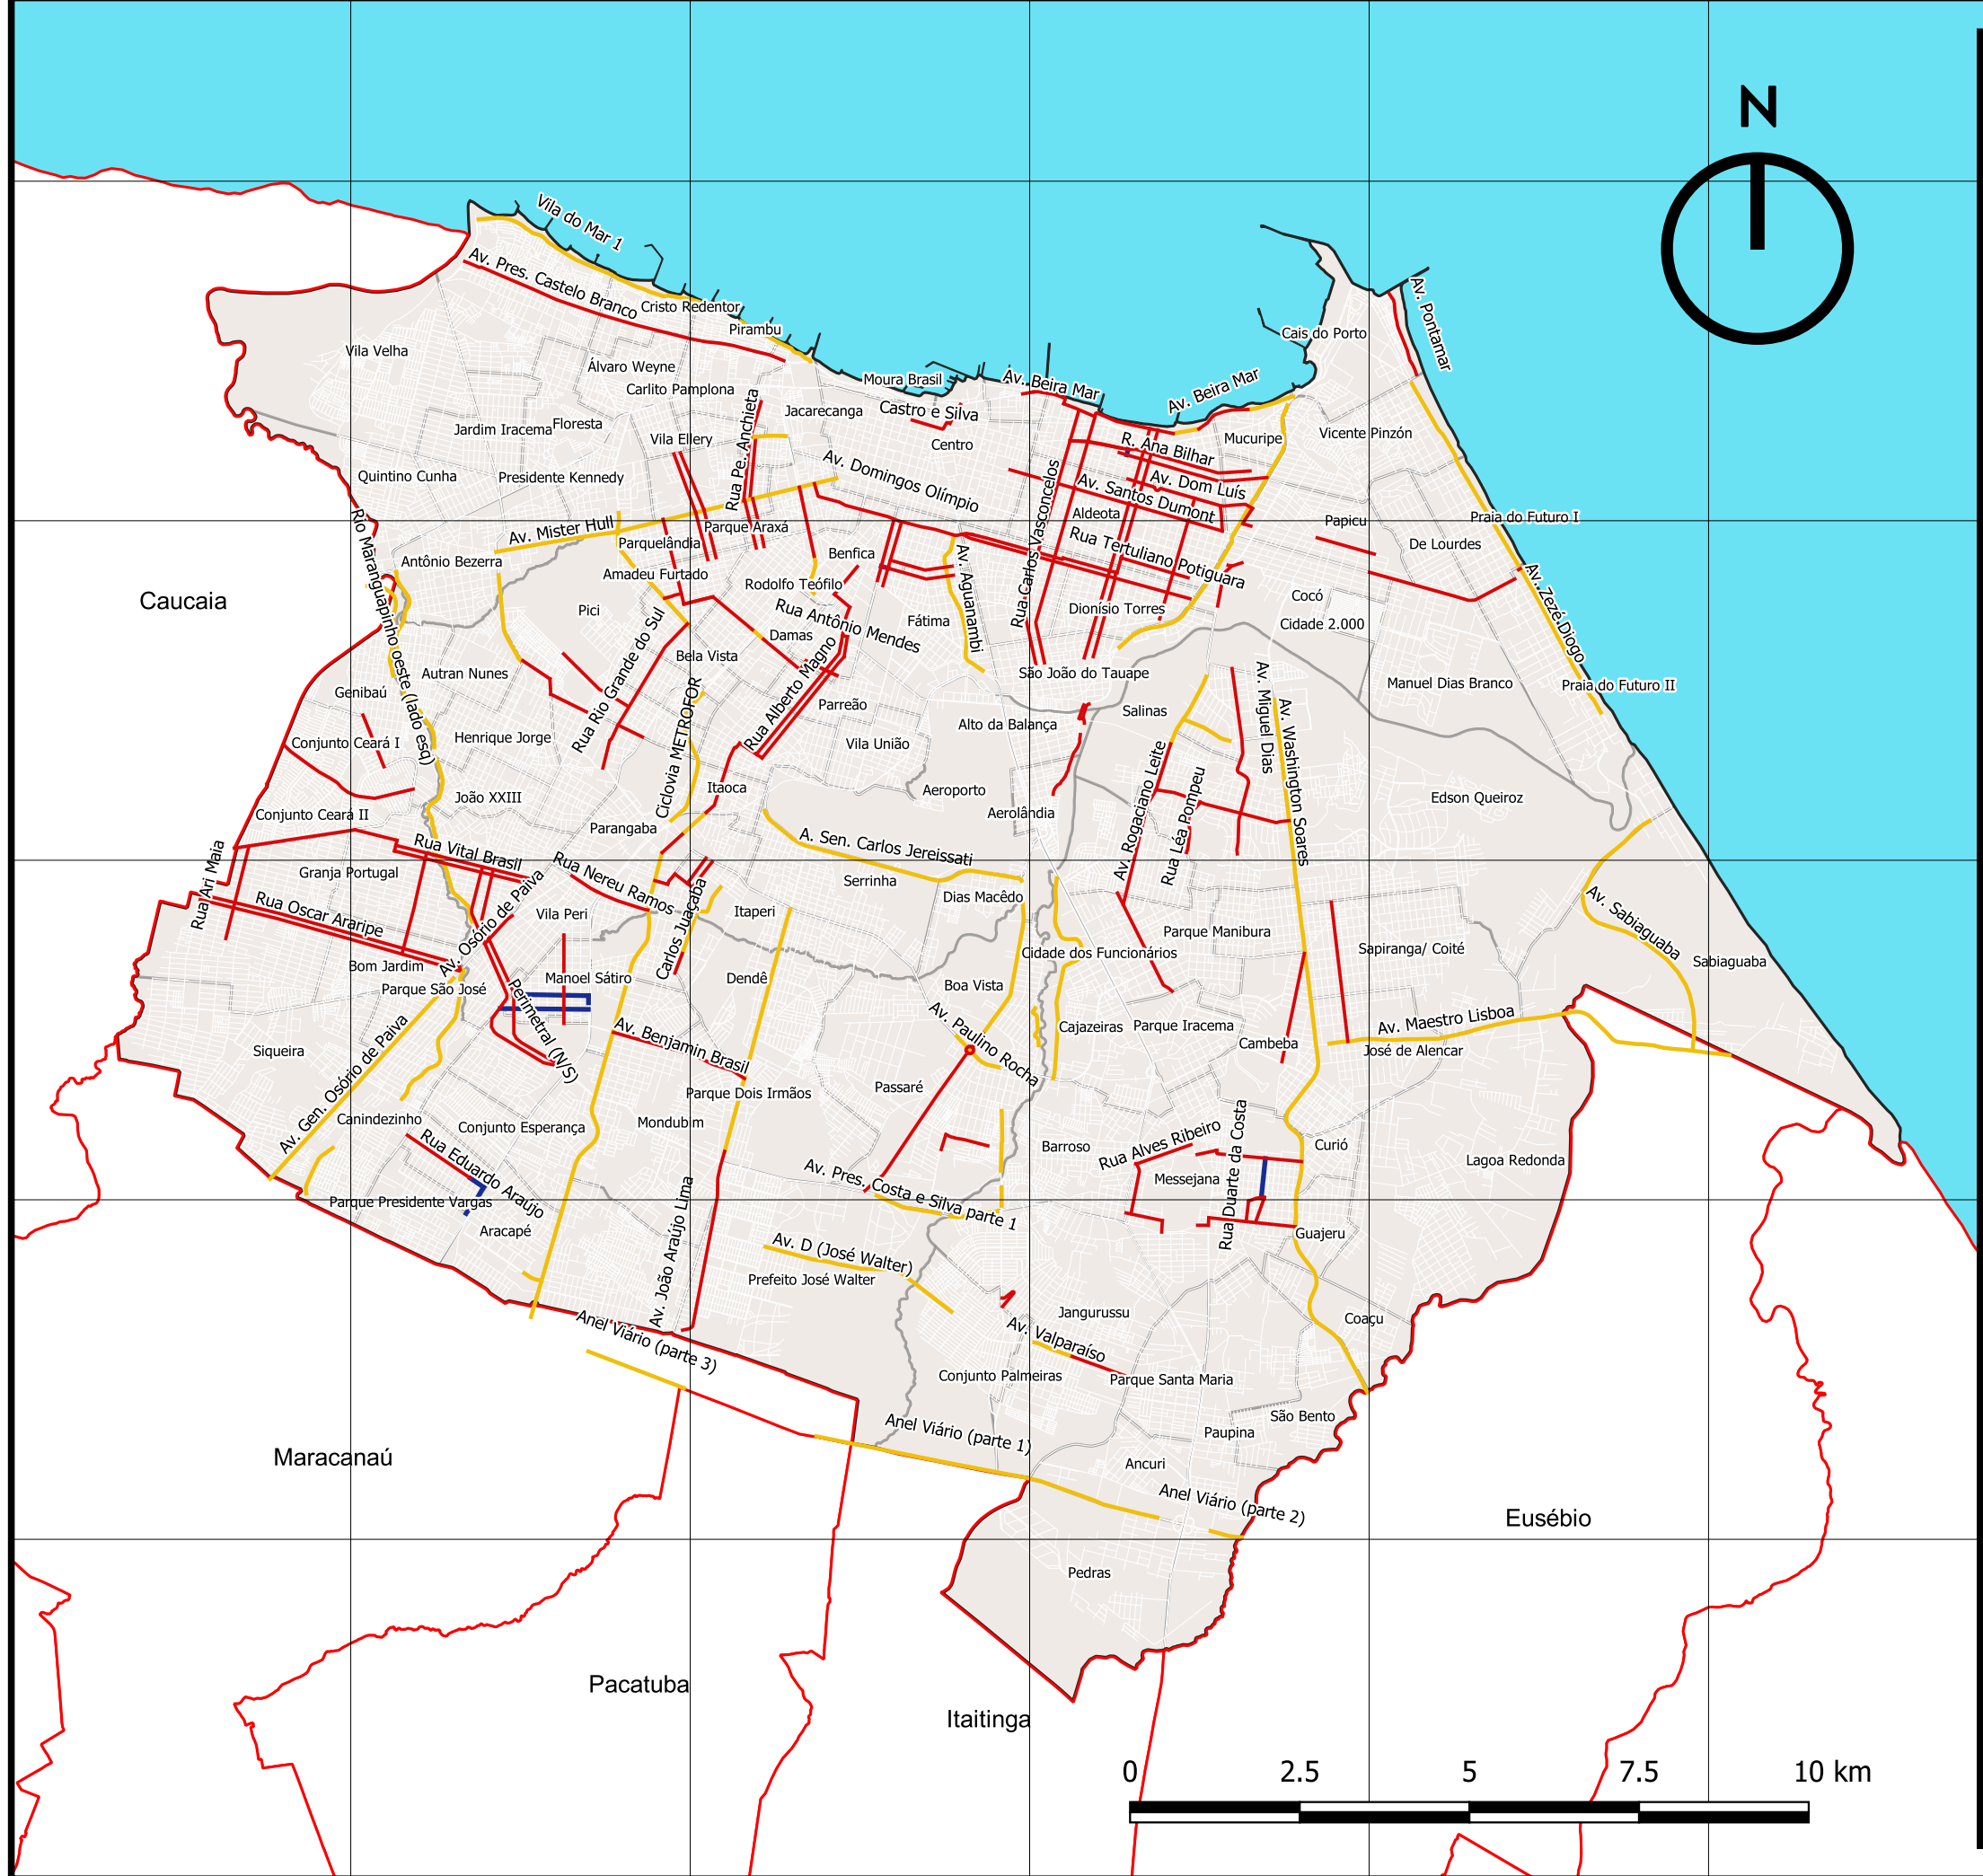 N
Vila do Mar 1
Av. Pres. Castelo Branco
Cristo Redentor
Pirambu
Av. Pontamar
Cais do Porto
Vila Velha
Álvaro Weyne
Carlito Pamplona
Moura Brasil
Av. Beira Mar
Av. Beira Mar
Jacarecanga
Castro e Silva
Centro
Jardim Iracema
Floresta
Vila Ellery
Rua Pe. Anchieta
Mucuripe
Vicente Pinzón
R. Ana Bilhar
Quintino Cunha
Presidente Kennedy
Av. Domingos Olímpio
Av. Dom Luís
Av. Santos Dumont
Aldeota
Rua Carlos Vasconcelos
Papicu
Praia do Futuro I
De Lourdes
Av. Mister Hull
Parque Araxá
Parquelândia
Rua Tertuliano Potiguara
Rio Maranguapinho oeste (lado esq)
Antônio Bezerra
Benfica
Av. Aguanambi
Amadeu Furtado
Rodolfo Teófilo
Caucaia
Pici
Rua Antônio Mendes
Fátima
Dionísio Torres
Cocó
Cidade 2.000
Av. Zezé Diogo
Damas
Bela Vista
Rua Rio Grande do Sul
Autran Nunes
Genibaú
São João do Tauape
Manuel Dias Branco
Praia do Futuro II
Rua Alberto Magno
Parreão
Salinas
Alto da Balança
Av. Miguel Dias
Av. Washington Soares
Conjunto Ceará I
Henrique Jorge
Vila União
Ciclovia METROFOR
Itaoca
Aeroporto
Aerolândia
Av. Rogaciano Leite
Rua Léa Pompeu
Edson Queiroz
João XXIII
Conjunto Ceará II
Parangaba
A. Sen. Carlos Jereissati
Rua Ari Maia
Rua Vital Brasil
Rua Nereu Ramos
Granja Portugal
Serrinha
Dias Macêdo
Av. Sabiaguaba
Rua Oscar Araripe
Av. Osório de Paiva
Vila Peri
Carlos Juaçaba
Itaperi
Parque Manibura
Sapiranga/ Coité
Sabiaguaba
Cidade dos Funcionários
Bom Jardim
Parque São José
Manoel Sátiro
Dendê
Boa Vista
Perimetral (N/S)
Av. Paulino Rocha
Av. Benjamin Brasil
Cajazeiras
Parque Iracema
Av. Maestro Lisboa
Cambeba
José de Alencar
Siqueira
Av. Gen. Osório de Paiva
Parque Dois Irmãos
Passaré
Canindezinho
Conjunto Esperança
Mondubim
Barroso
Rua Alves Ribeiro
Rua Duarte da Costa
Curió
Lagoa Redonda
Rua Eduardo Araújo
Messejana
Av. Pres. Costa e Silva parte 1
Parque Presidente Vargas
Aracapé
Guajeru
Av. João Araújo Lima
Av. D (José Walter)
Prefeito José Walter
Jangurussu
Coaçu
Anel Viário (parte 3)
Av. Valparaíso
Conjunto Palmeiras
Parque Santa Maria
São Bento
Paupina
Anel Viário (parte 1)
Maracanaú
Ancuri
Anel Viário (parte 2)
Eusébio
Pedras
Pacatuba
Itaitinga
0 2.5 5 7.5 10 km